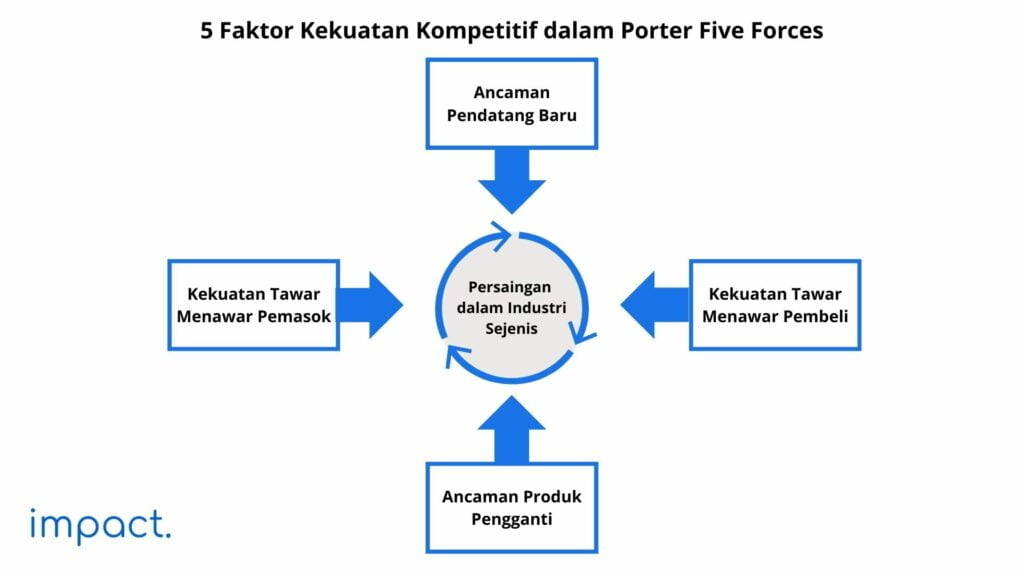 5 Faktor Kekuatan Kompetitif dalam Porter Five Forces
Ancaman
Pendatang Baru
Kekuatan Tawar
Menawar Pemasok
Persaingan
dalam Industri
Sejenis
Kekuatan Tawar
Menawar Pembeli
Ancaman Produk
Pengganti
impact.